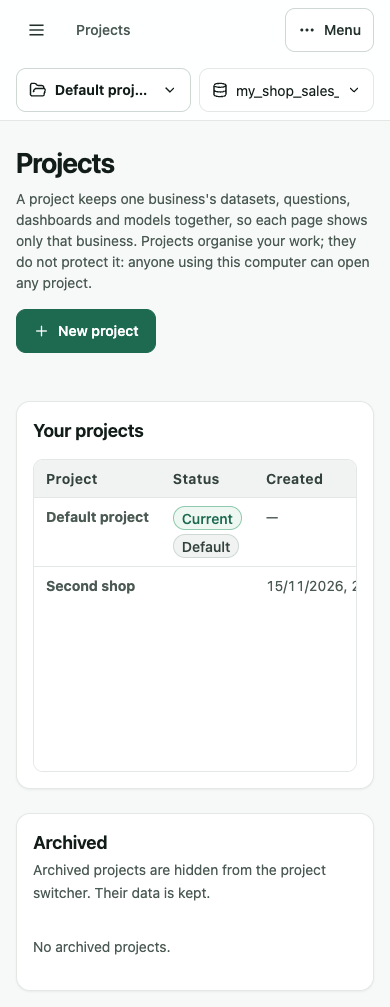 Projects
Menu
Default proj...
my_shop_sales_
Projects
A project keeps one business's datasets, questions,
dashboards and models together, so each page shows
only that business. Projects organise your work; they
do not protect it: anyone using this computer can open
any project.
New project
Your projects
Project Status Created
Default project Current —
Default
Second shop 15/11/2026, 2
Archived
Archived projects are hidden from the project
switcher. Their data is kept.
No archived projects.